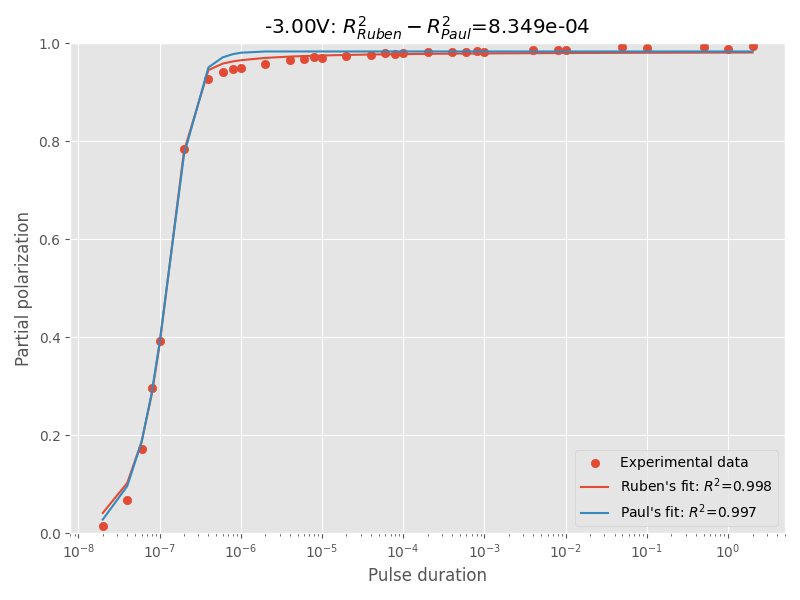 -3.00V: $R^2_{Ruben} - R^2_{Paul}$=8.349e-04
Partial polarization
1.0
0.8
0.6
0.4
0.2
0.0
Experimental data
Ruben's fit: $R^2$=0.998
Paul's fit: $R^2$=0.997
$10^{-8}$ $10^{-7}$ $10^{-6}$ $10^{-5}$ $10^{-4}$ $10^{-3}$ $10^{-2}$ $10^{-1}$ $10^{0}$
Pulse duration